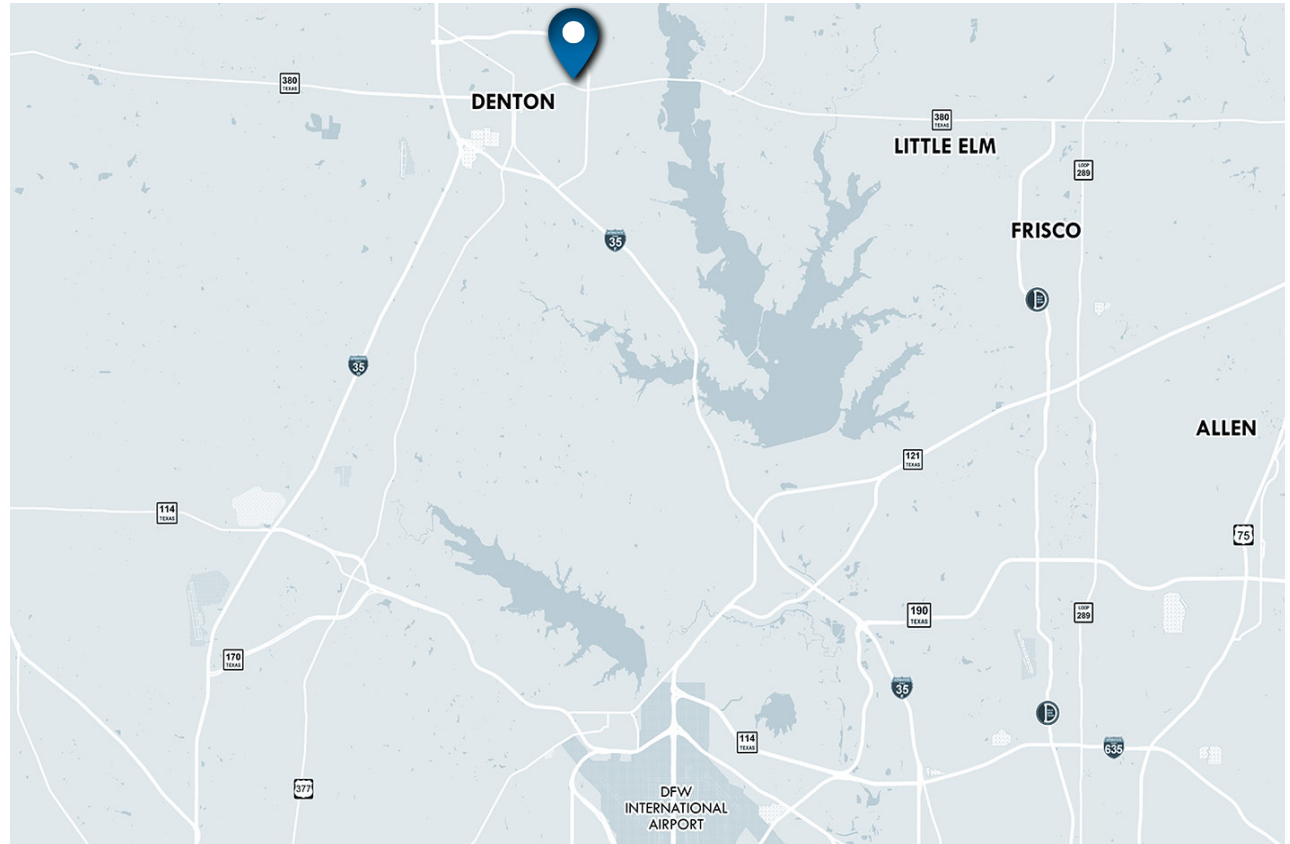 380
TEXAS
DENTON
380
TEXAS
LITTLE ELM
LOOP
289
FRISCO
35
35
ALLEN
121
TEXAS
114
TEXAS
75
190
TEXAS
LOOP
289
170
TEXAS
35
114
TEXAS
635
377
DFW
INTERNATIONAL
AIRPORT